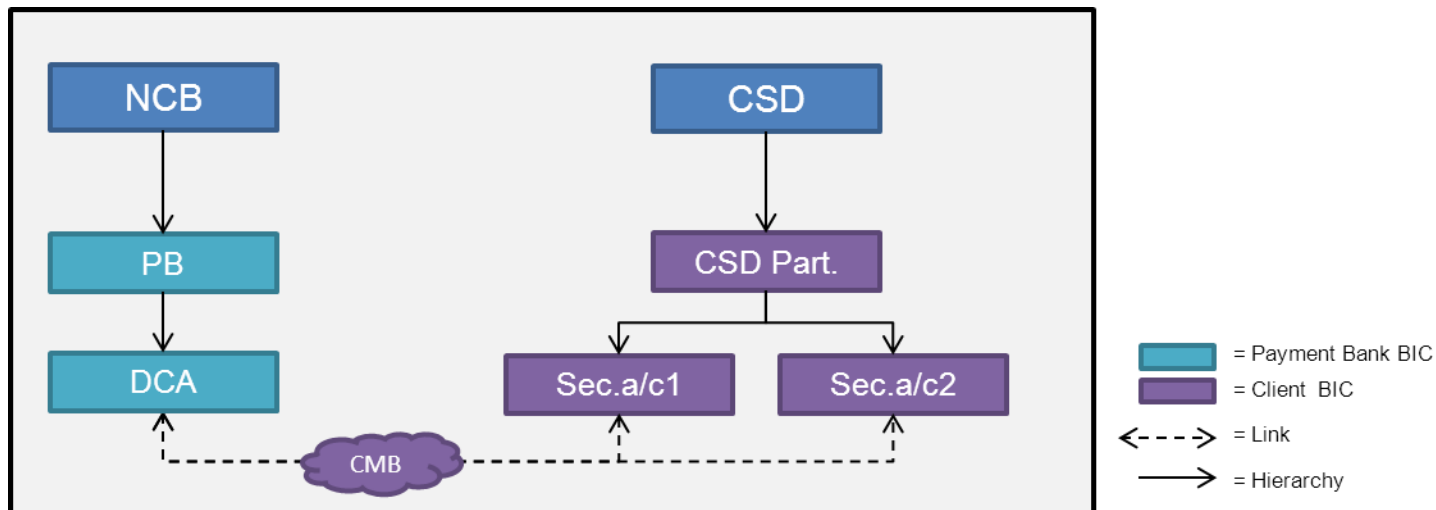 NCB
CSD
PB
CSD Part.
DCA
Sec.a/c1
Sec.a/c2
CMB
= Payment Bank BIC
= Client BIC
= Link
= Hierarchy